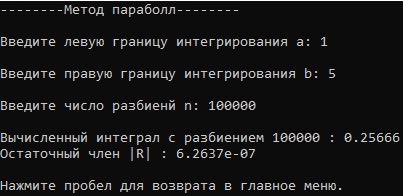 --------Метод параболл--------
Введите левую границу интегрирования a: 1
Введите правую границу интегрирования b: 5
Введите число разбиений n: 100000
Вычисленный интеграл с разбиением 100000 : 0.25666
Остаточный член |R| : 6.2637e-07
Нажмите пробел для возврата в главное меню.